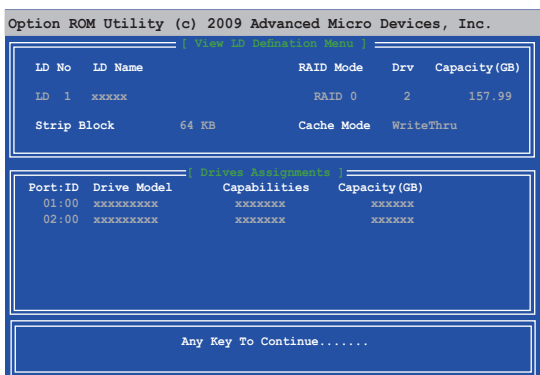 Option ROM Utility (c) 2009 Advanced Micro Devices, Inc.
[ View LD Defination Menu ]
LD No LD Name RAID Mode Drv Capacity(GB)
LD 1 xxxxx RAID 0 2 157.99
Strip Block 64 KB Cache Mode WriteThru
[ Drives Assignments ]
Port:ID Drive Model Capabilities Capacity(GB)
01:00 xxxxxxxxx xxxxxxx xxxxxx
02:00 xxxxxxxxx xxxxxxx xxxxxx
Any Key To Continue.......